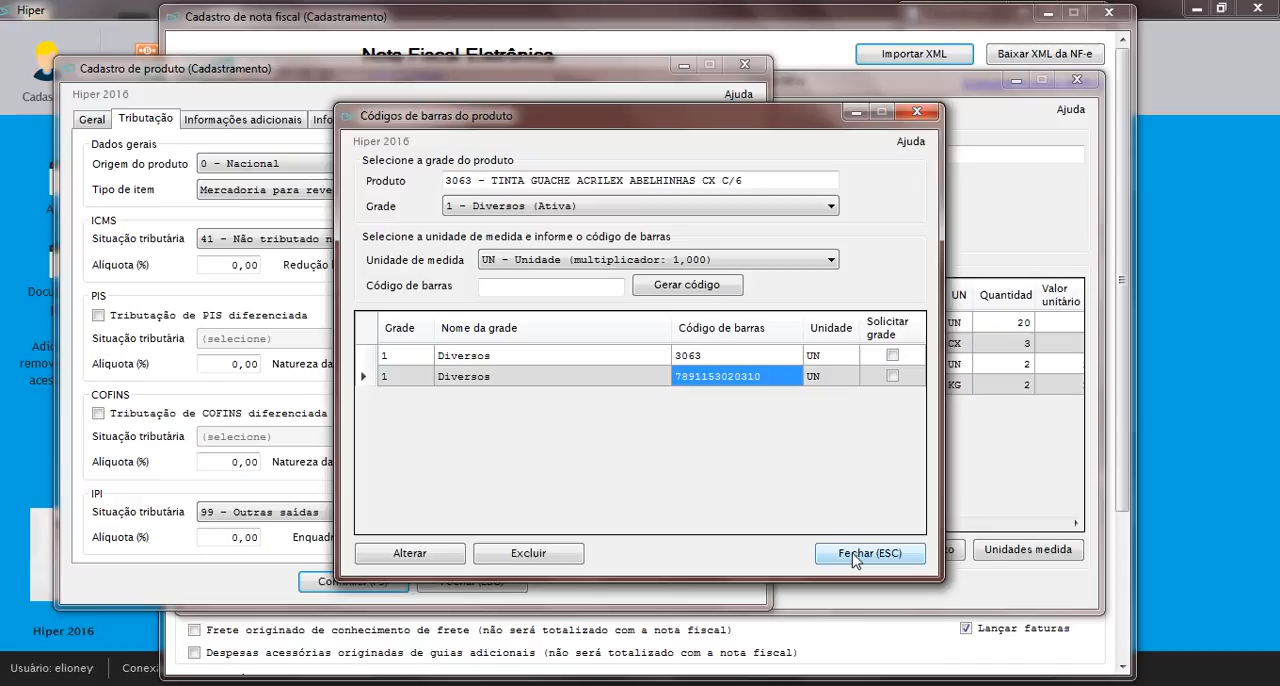 Hiper
Cadastro de nota fiscal (Cadastramento)
Nota Fiscal Eletrônica
Importar XML
Baixar XML da NF-e
Cadastro de produto (Cadastramento)
Hiper 2016
Ajuda
Ajuda
Geral
Tributação
Informações adicionais
Dados gerais
Origem do produto
0 - Nacional
Tipo de item
Mercadoria para reve
ICMS
Situação tributária
41 - Não tributado n
Alíquota (%)
0,00
PIS
Tributação de PIS diferenciada
Situação tributária
(selecione)
Alíquota (%)
0,00
Natureza da
COFINS
Tributação de COFINS diferenciada
Situação tributária
(selecione)
Alíquota (%)
0,00
Natureza da
IPI
Situação tributária
99 - Outras saídas
Alíquota (%)
0,00
Códigos de barras do produto
Hiper 2016
Ajuda
Selecione a grade do produto
Produto
3063 - TINTA GUACHE ACRILEX ABELHINHAS CX C/6
Grade
1 - Diversos (Ativa)
Selecione a unidade de medida e informe o código de barras
Unidade de medida
UN - Unidade (multiplicador: 1,000)
Código de barras
Gerar código
Grade Nome da grade Código de barras Unidade Solicitar grade
1 Diversos 3063 UN
1 Diversos 7891153020310 UN
Alterar
Excluir
Fechar (ESC)
UN Quantidad Valor unitário
UN 20
CX 3
UN 2
KG 2
Unidades medida
Frete originado de conhecimento de frete (não será totalizado com a nota fiscal)
Lançar faturas
Despesas acessórias originadas de guias adicionais (não será totalizado com a nota fiscal)
Hiper 2016
Usuário: elioney